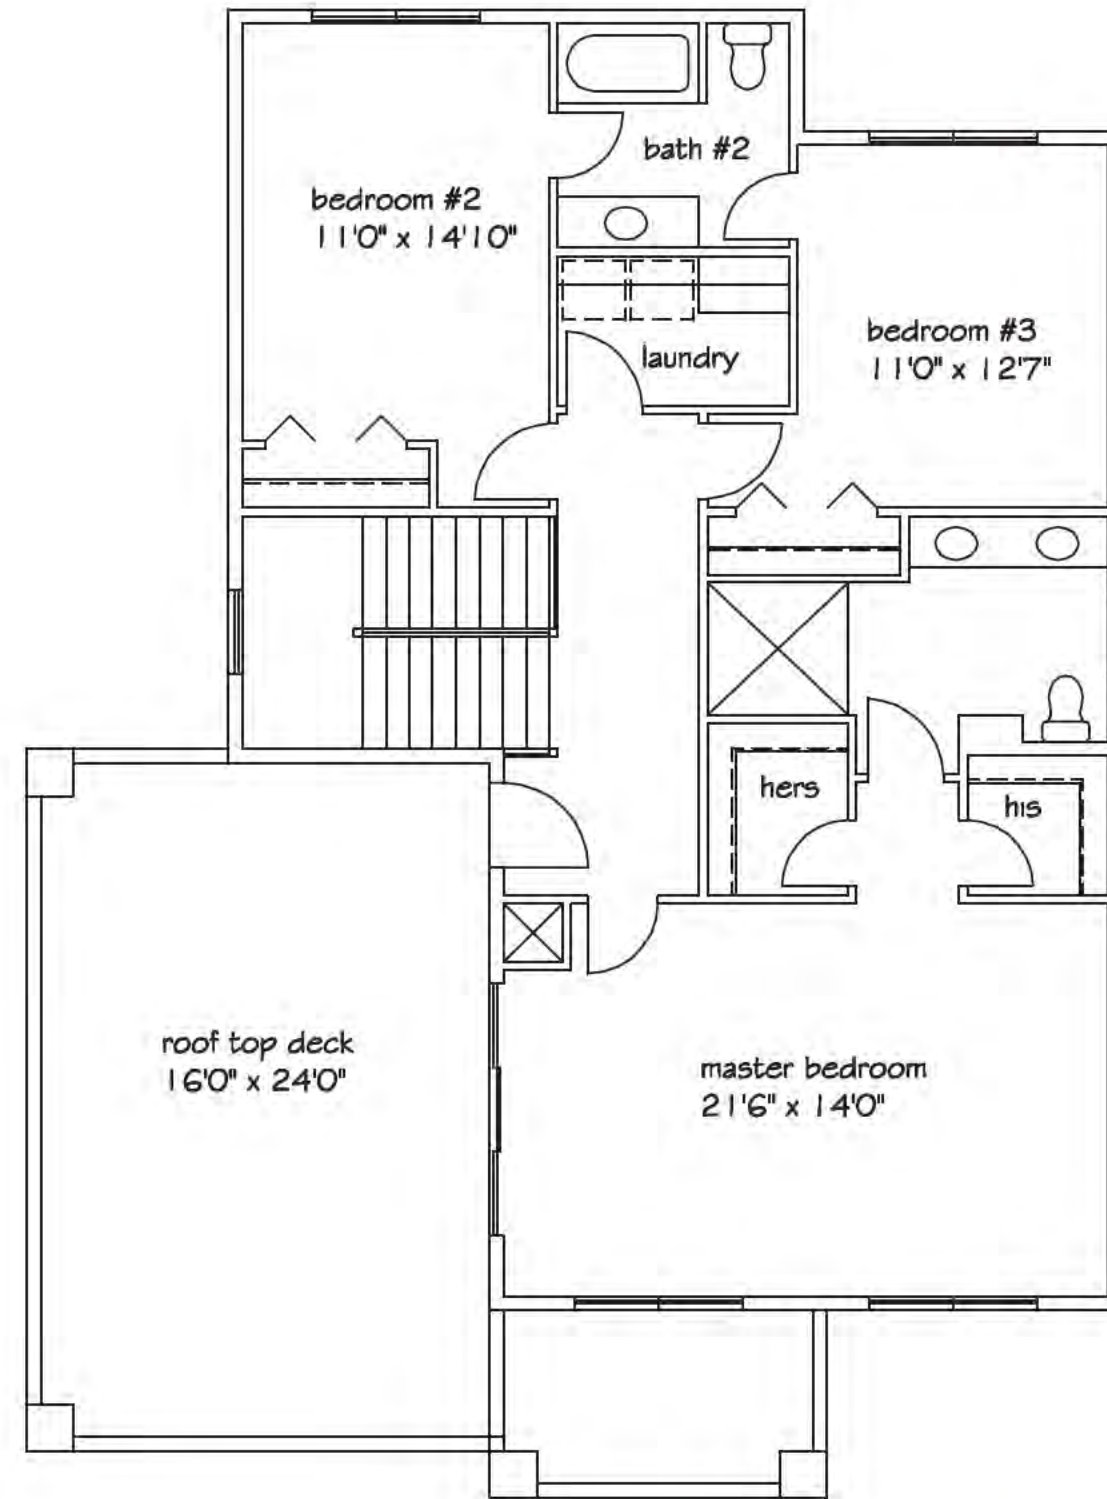 bath #2
bedroom #2
11'0" x 14'10"
bedroom #3
11'0" x 12'7"
laundry
hers
his
roof top deck
16'0" x 24'0"
master bedroom
21'6" x 14'0"